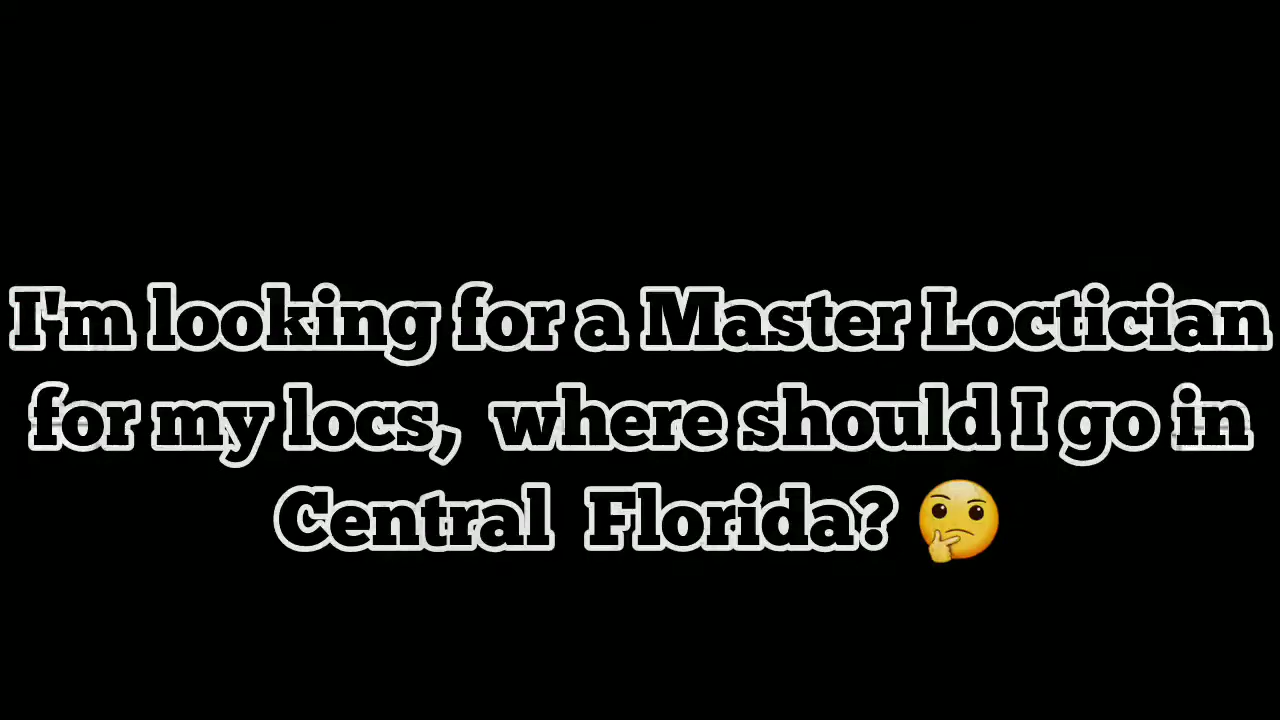 I'm looking for a Master Loctician
for my locs,  where should I go in
Central  Florida? 🤔